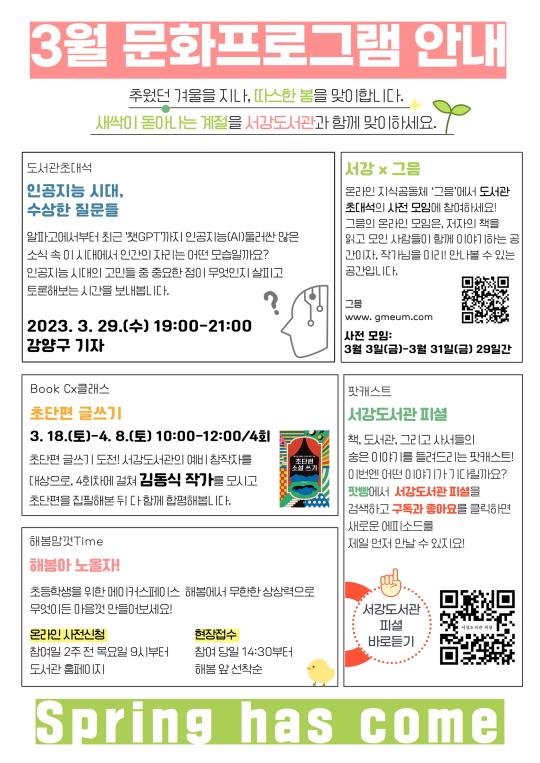 3월 문화프로그램 안내
추웠던 겨울을 지나, 따스한 봄을 맞이합니다.
새싹이 돋아나는 계절을 서강도서관과 함께 맞이하세요.
도서관초대석
인공지능 시대,
수상한 질문들
알파고에서부터 최근 '챗GPT'까지 인공지능(AI)둘러싼 많은
소식 속 이 시대에서 인간의 자리는 어떤 모습일까요?
인공지능 시대의 고민들 중 중요한 점이 무엇인지 살피고
토론해보는 시간을 보내봅니다.
2023. 3. 29.(수) 19:00-21:00
강양구 기자
서강 × 그믐
온라인 지식공동체 '그믐'에서 도서관
초대석의 사전 모임에 참여하세요!
그믐의 온라인 모임은, 저자의 책을
읽고 모인 사람들이 함께 이야기하는 공
간이자, 작가님을 미리! 만나볼 수 있는
공간입니다.
그믐
www. gmeum.com
사전 모임:
3월 3일(금)-3월 31일(금) 29일간
Book Cx클래스
초단편 글쓰기
3. 18.(토)-4. 8.(토) 10:00-12:00/4회
초단편 글쓰기 도전! 서강도서관의 예비 창작자를
대상으로, 4회차에 걸쳐 김동식 작가를 모시고
초단편을 집필해본 뒤 다 함께 합평해봅니다.
초단편
소설 쓰기
팟캐스트
서강도서관 피셜
책, 도서관, 그리고 사서들의
숨은 이야기를 들려드리는 팟캐스트!
이번엔 어떤 이야기가 기다릴까요?
팟빵에서 서강도서관 피셜을
검색하고 구독과 좋아요를 클릭하면
새로운 에피소드를
제일 먼저 만날 수 있지요!
서강도서관
피셜
바로듣기
서강도서관 피셜
해봄맘껏Time
해봄아 노올자!
초등학생을 위한 메이커스페이스 해봄에서 무한한 상상력으로
무엇이든 마음껏 만들어보세요!
온라인 사전신청
참여일 2주 전 목요일 9시부터
도서관 홈페이지
현장접수
참여 당일 14:30부터
해봄 앞 선착순
Spring has come